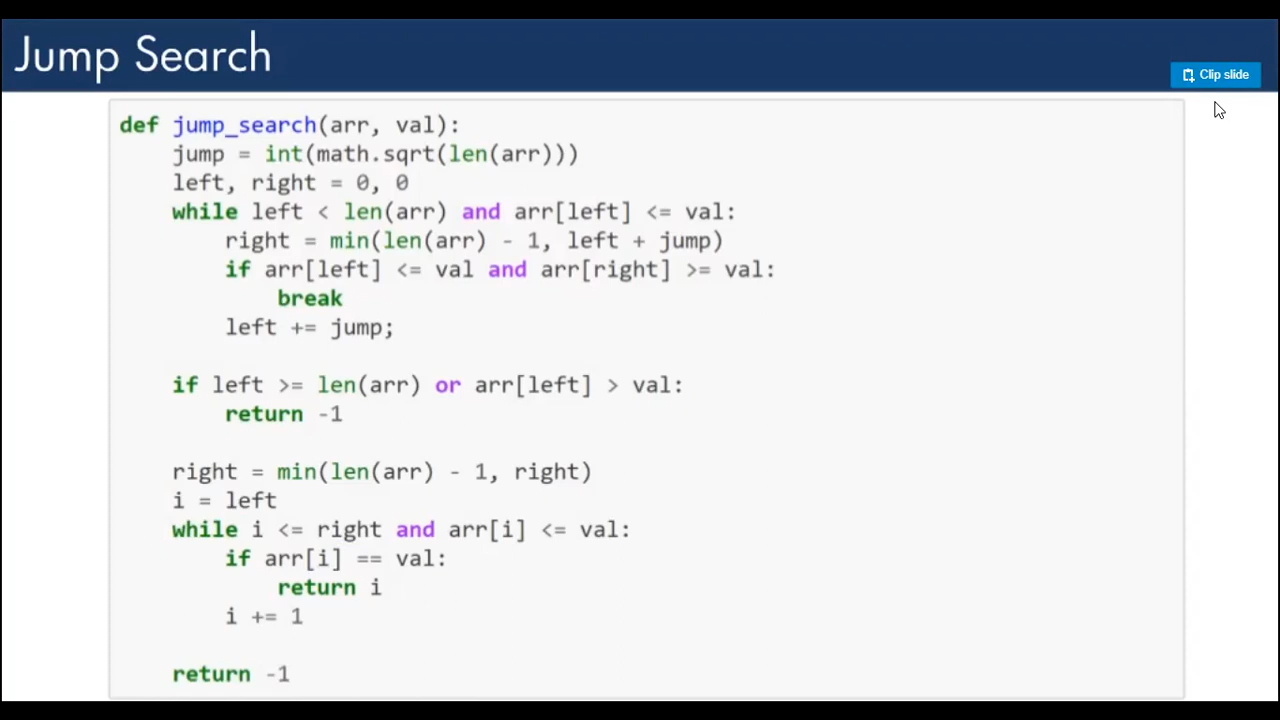 Jump Search
Clip slide
def jump_search(arr, val):
    jump = int(math.sqrt(len(arr)))
    left, right = 0, 0
    while left < len(arr) and arr[left] <= val:
        right = min(len(arr) - 1, left + jump)
        if arr[left] <= val and arr[right] >= val:
            break
        left += jump;
    if left >= len(arr) or arr[left] > val:
        return -1
    right = min(len(arr) - 1, right)
    i = left
    while i <= right and arr[i] <= val:
        if arr[i] == val:
            return i
        i += 1
    return -1